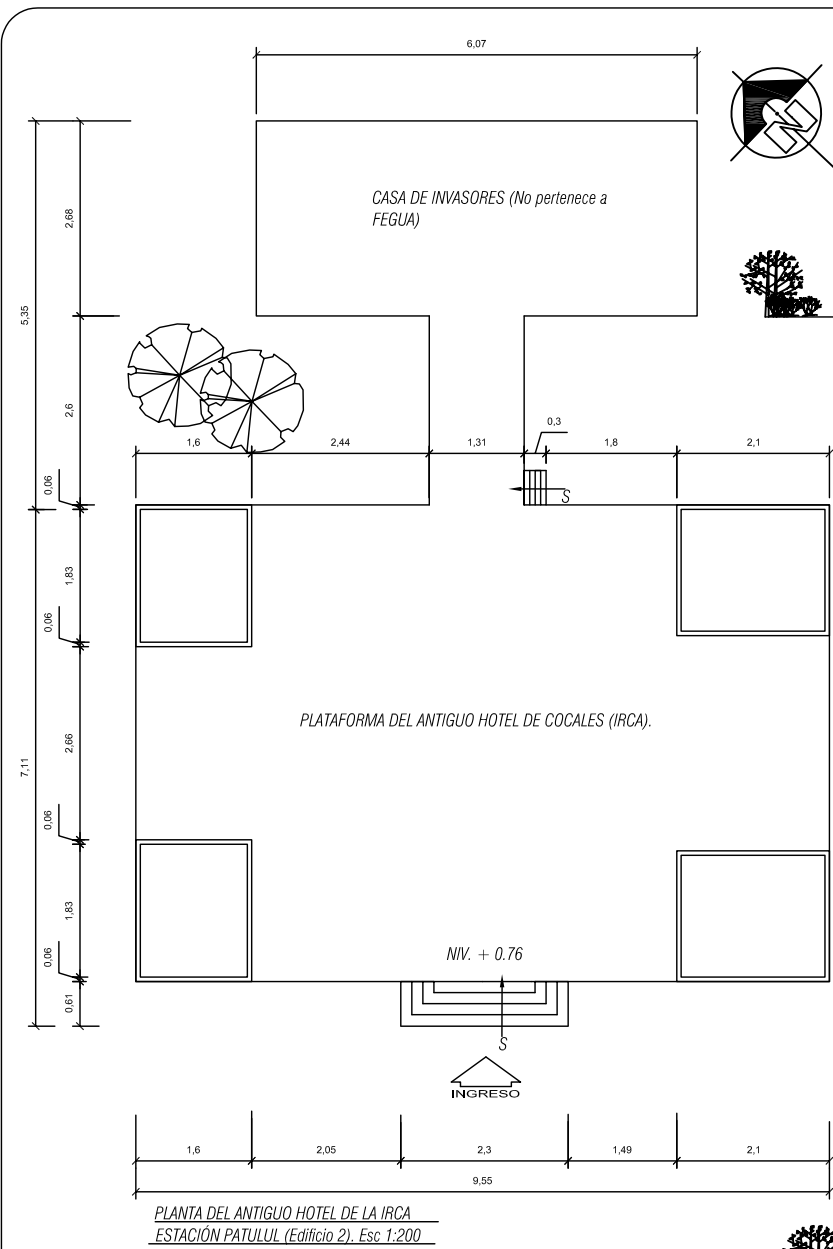 6,07
CASA DE INVASORES (No pertenece a
FEGUA)
2,68
5,35
2,6
0,3
1,6
2,44
1,31
1,8
2,1
0,06
S
1,83
0,06
PLATAFORMA DEL ANTIGUO HOTEL DE COCALES (IRCA).
2,66
7,11
0,06
1,83
NIV. + 0.76
0,06
0,61
S
INGRESO
1,6
2,05
2,3
1,49
2,1
9,55
PLANTA DEL ANTIGUO HOTEL DE LA IRCA
ESTACIÓN PATULUL (Edificio 2). Esc 1:200